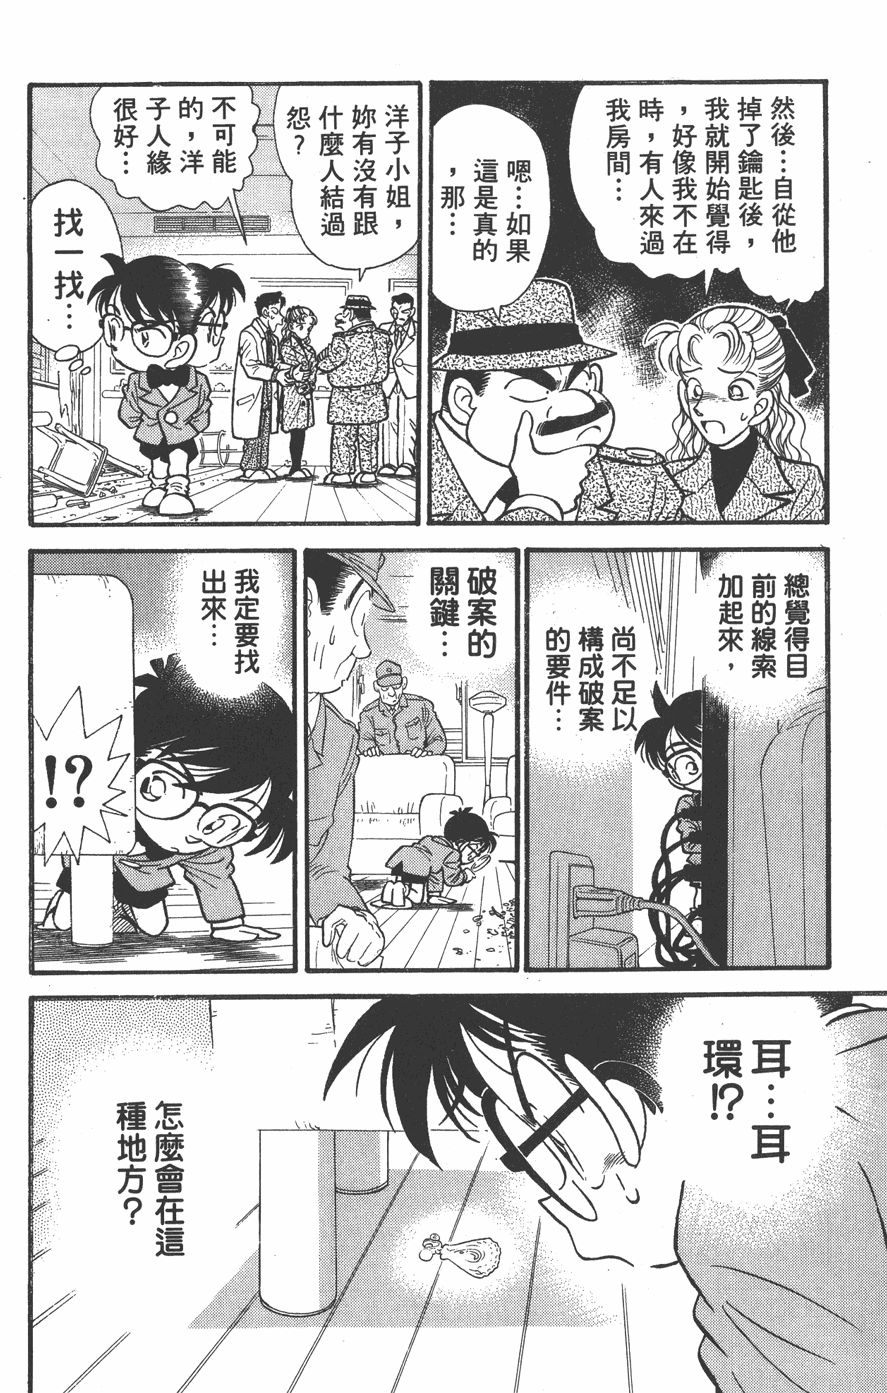 然後…自從他
掉了鑰匙後，
我就開始覺得
，好像我不在
時，有人來過
我房間…
嗯…如果
這是真的
，那…
洋子小姐，
妳有沒有跟
什麼人結過
怨？
不可能
的，洋
子人緣
很好…
找一找…
總覺得目
前的線索
加起來，
尚不足以
構成破案
的要件…
破案的
關鍵…
我定要找
出來…
!?
耳…耳
環!?
怎麼會在這
種地方？